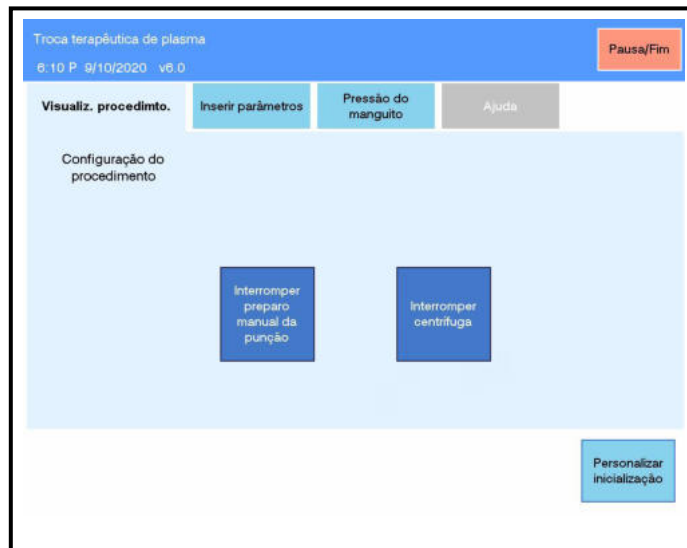 Troca terapêutica de plasma
6:10 P 9/10/2020 v6.0
Pausa/Fim
Visualiz. procedimto.
Inserir parâmetros
Pressão do
manguito
Ajuda
Configuração do
procedimento
Interromper
preparo
manual da
punção
Interromper
centrífuga
Personalizar
inicialização